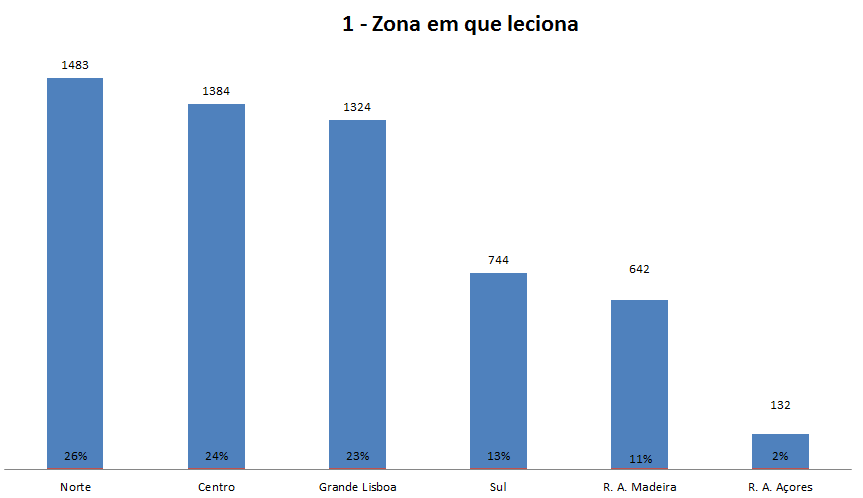 1 - Zona em que leciona
1483
1384
1324
744
642
132
26%
24%
23%
13%
11%
2%
Norte
Centro
Grande Lisboa
Sul
R. A. Madeira
R. A. Açores